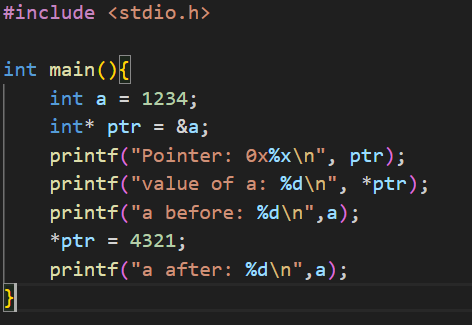 #include <stdio.h>
int main(){
    int a = 1234;
    int* ptr = &a;
    printf("Pointer: 0x%x\n", ptr);
    printf("value of a: %d\n", *ptr);
    printf("a before: %d\n",a);
    *ptr = 4321;
    printf("a after: %d\n",a);
}